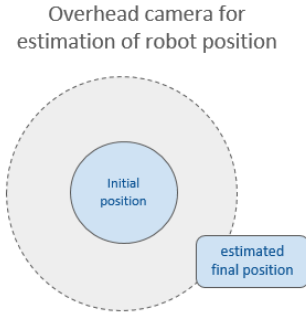 Overhead camera for
estimation of robot position
Initial
position
estimated
final position